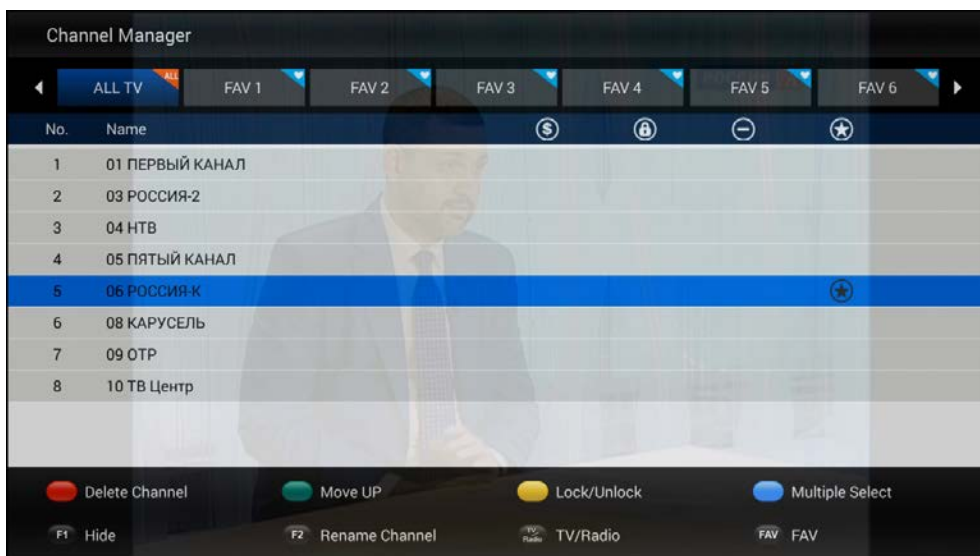 Channel Manager
ALL TV ALL FAV 1 FAV 2 FAV 3 FAV 4 FAV 5 FAV 6
No. Name $
1 01 ПЕРВЫЙ КАНАЛ
2 03 РОССИЯ-2
3 04 НТВ
4 05 ПЯТЫЙ КАНАЛ
5 06 РОССИЯ-К
6 08 КАРУСЕЛЬ
7 09 ОТР
8 10 ТВ Центр
Delete Channel Move UP Lock/Unlock Multiple Select
F1 Hide F2 Rename Channel TV/Radio TV/Radio FAV FAV